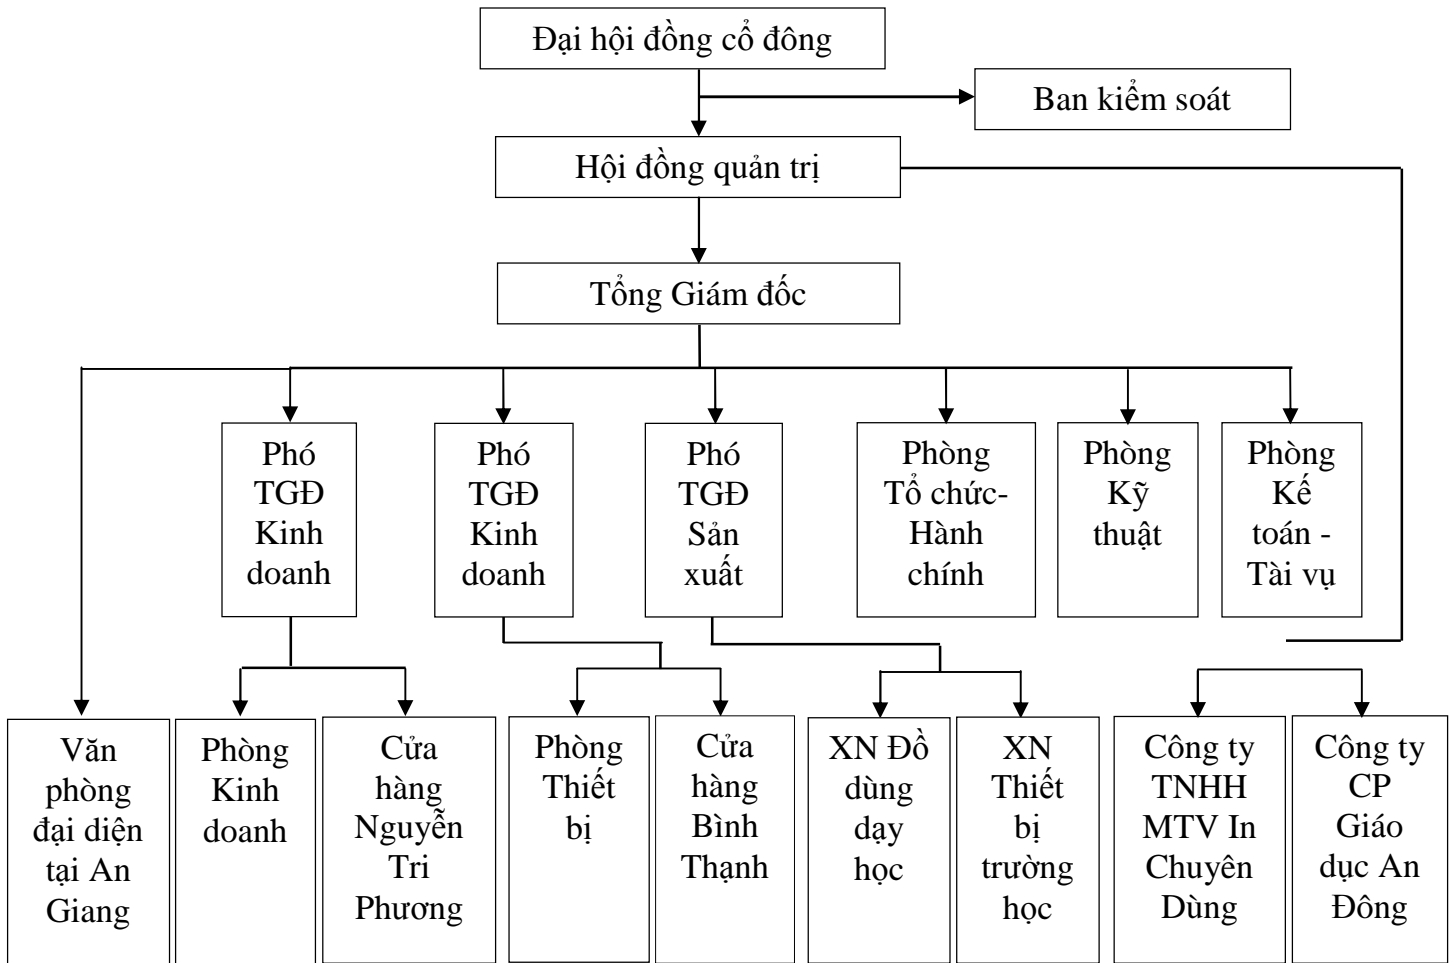 Đại hội đồng cổ đông
Ban kiểm soát
Hội đồng quản trị
Tổng Giám đốc
Phó
TGĐ
Kinh
doanh
Phó
TGĐ
Kinh
doanh
Phó
TGĐ
Sản
xuất
Phòng
Tổ chức-
Hành
chính
Phòng
Kỹ
thuật
Phòng
Kế
toán -
Tài vụ
Văn
phòng
đại diện
tại An
Giang
Phòng
Kinh
doanh
Cửa
hàng
Nguyễn
Tri
Phương
Phòng
Thiết
bị
Cửa
hàng
Bình
Thạnh
XN Đồ
dùng
dạy
học
XN
Thiết
bị
trường
học
Công ty
TNHH
MTV In
Chuyên
Dùng
Công ty
CP
Giáo
dục An
Đông